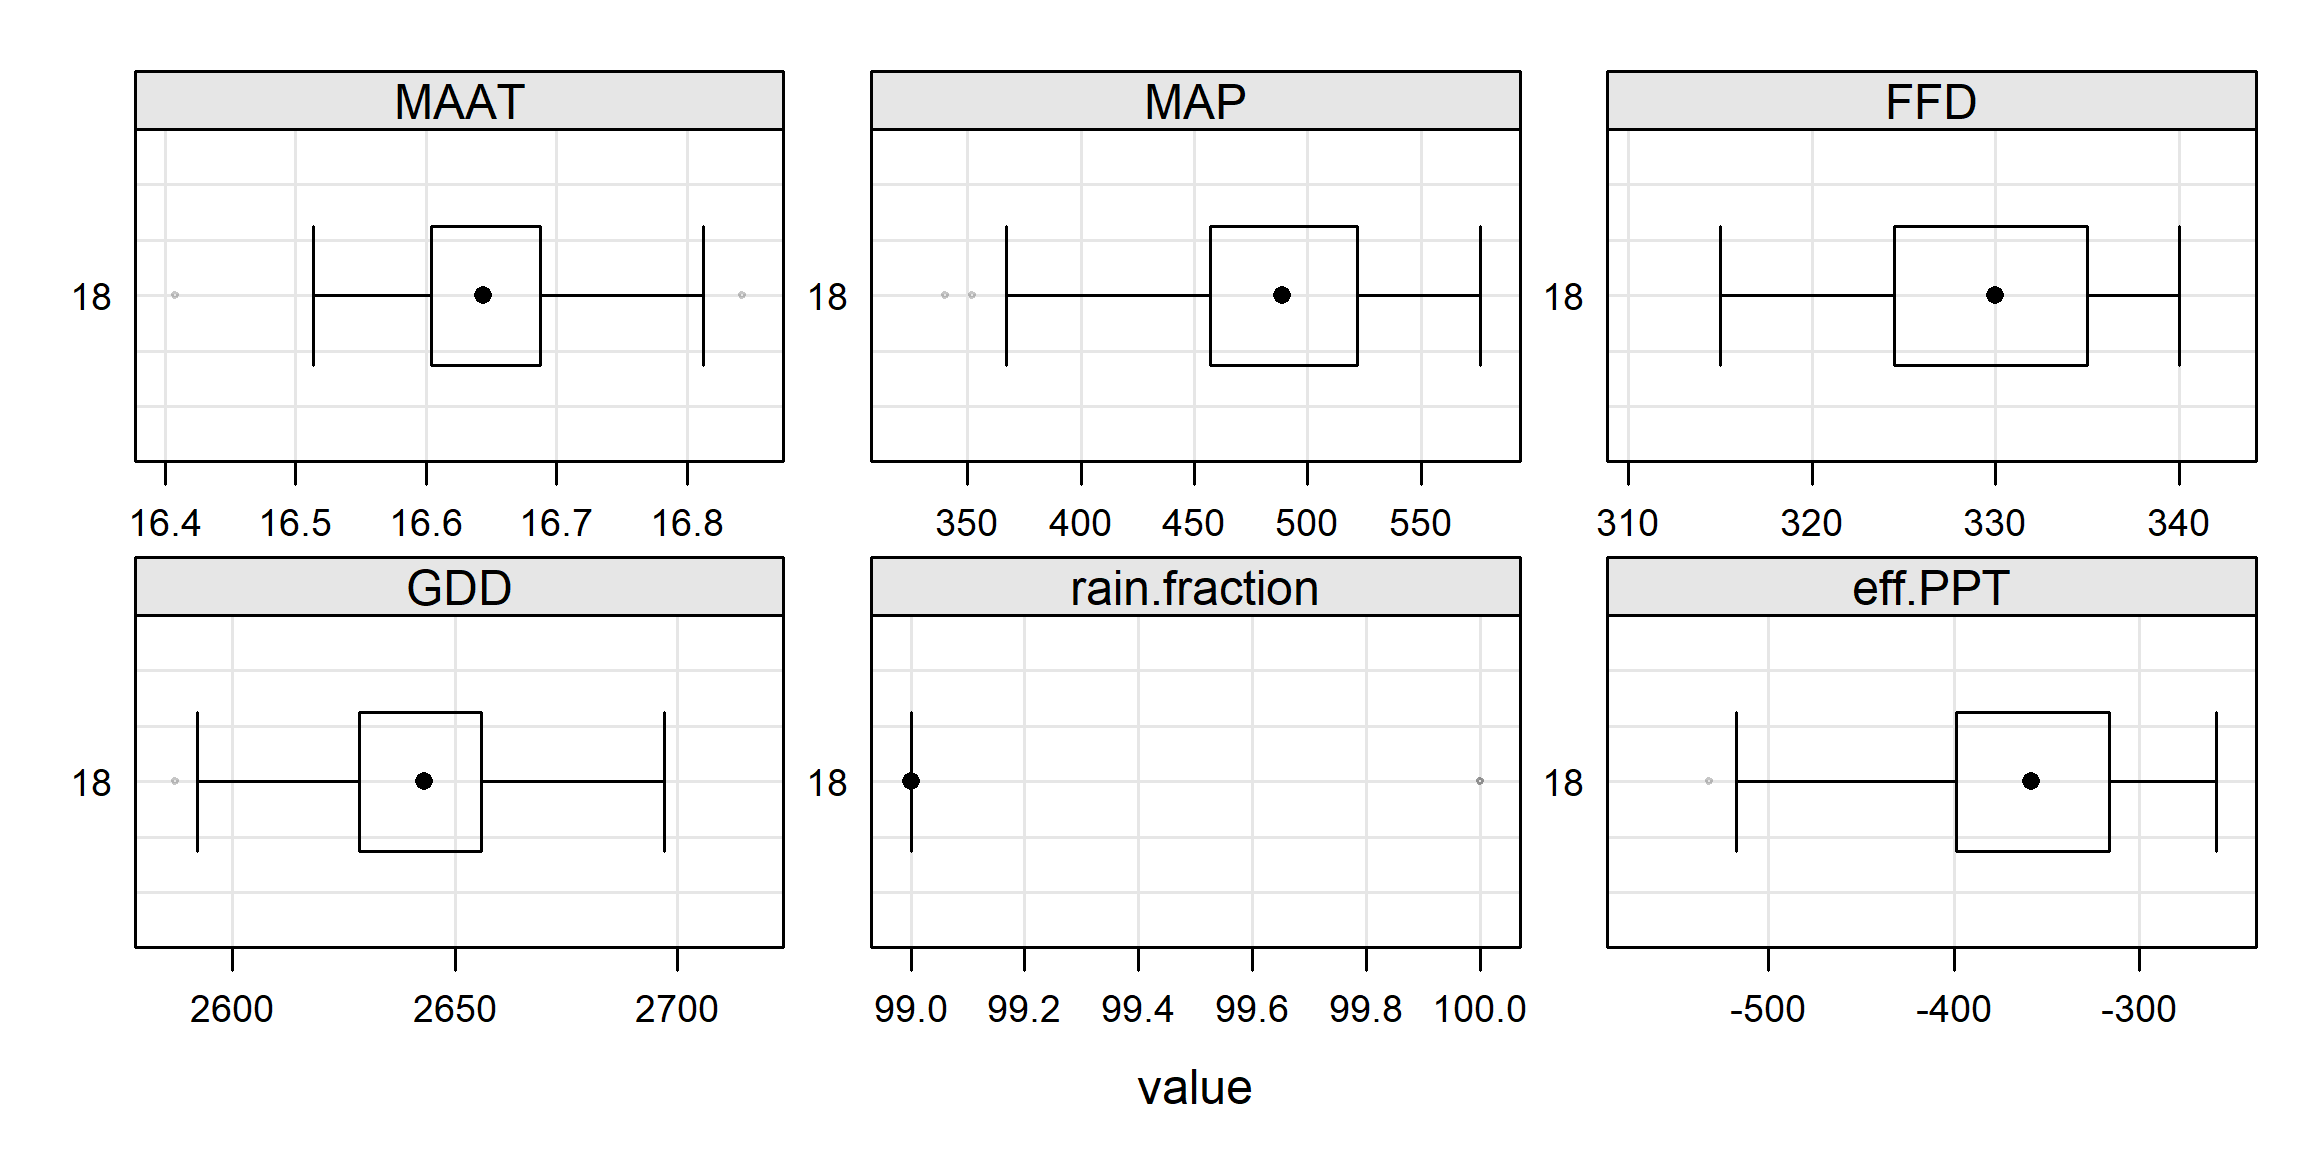 MAAT MAP FFD
18 18 18
16.4 16.5 16.6 16.7 16.8 350 400 450 500 550 310 320 330 340
GDD rain.fraction eff.PPT
18 18 18
2600 2650 2700 99.0 99.2 99.4 99.6 99.8 100.0 -500 -400 -300
value